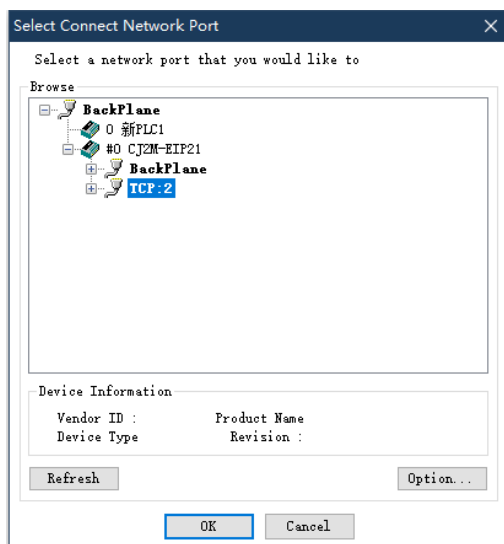 Select Connect Network Port
Select a network port that you would like to
Browse
BackPlane
0 新PLC1
#0 CJ2M-EIP21
BackPlane
TCP:2
Device Information
Vendor ID : Product Name
Device Type Revision :
Refresh Option...
OK Cancel